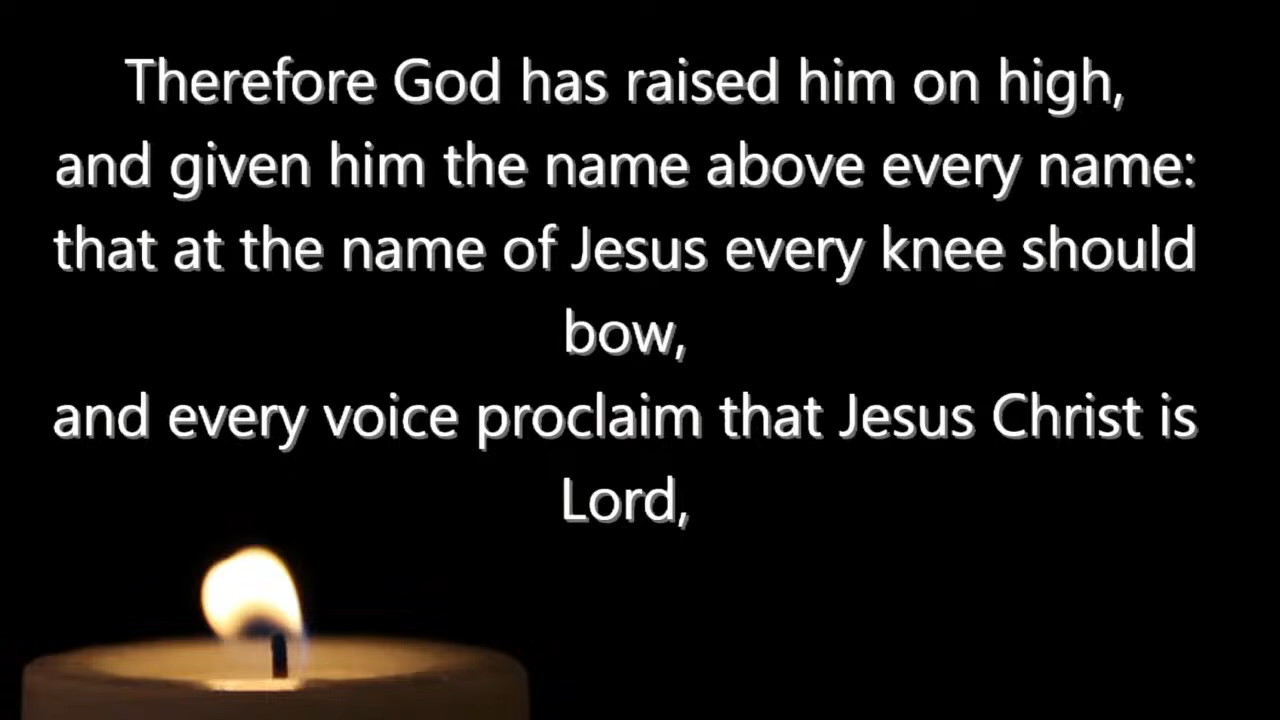 Therefore God has raised him on high,
and given him the name above every name:
that at the name of Jesus every knee should
bow,
and every voice proclaim that Jesus Christ is
Lord,